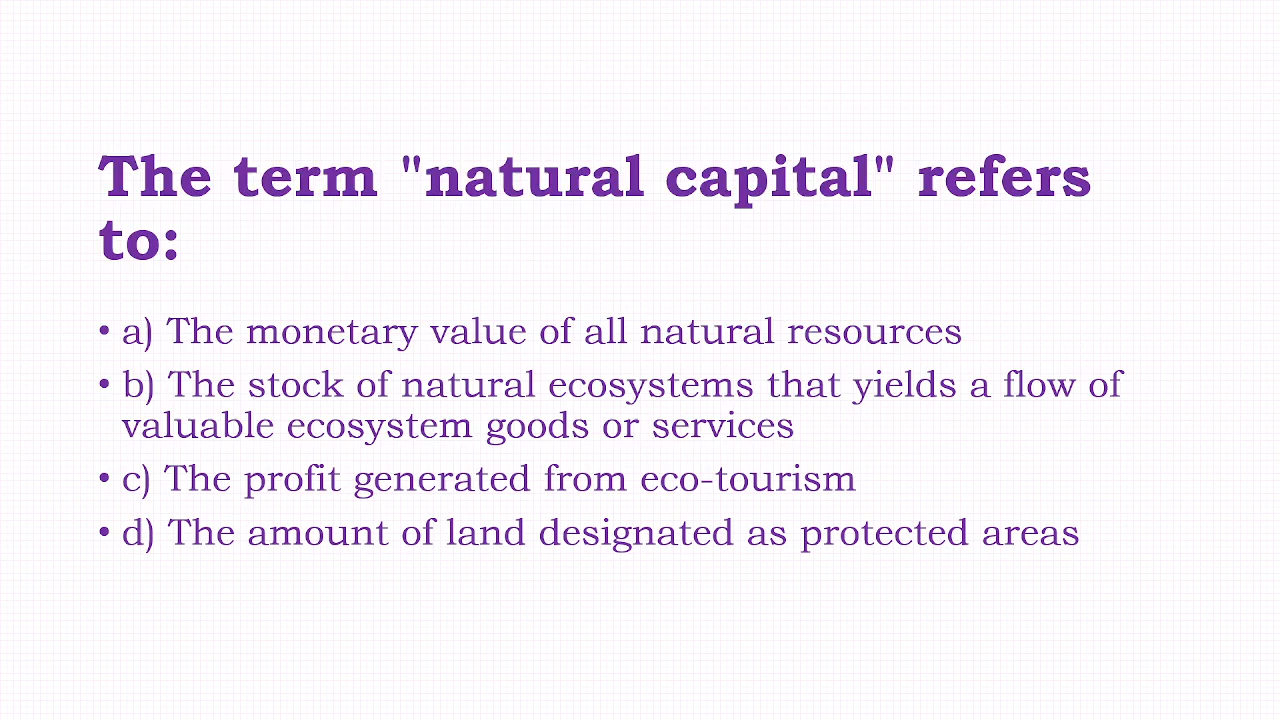 The term "natural capital" refers
to:
• a) The monetary value of all natural resources
• b) The stock of natural ecosystems that yields a flow of
valuable ecosystem goods or services
• c) The profit generated from eco-tourism
• d) The amount of land designated as protected areas